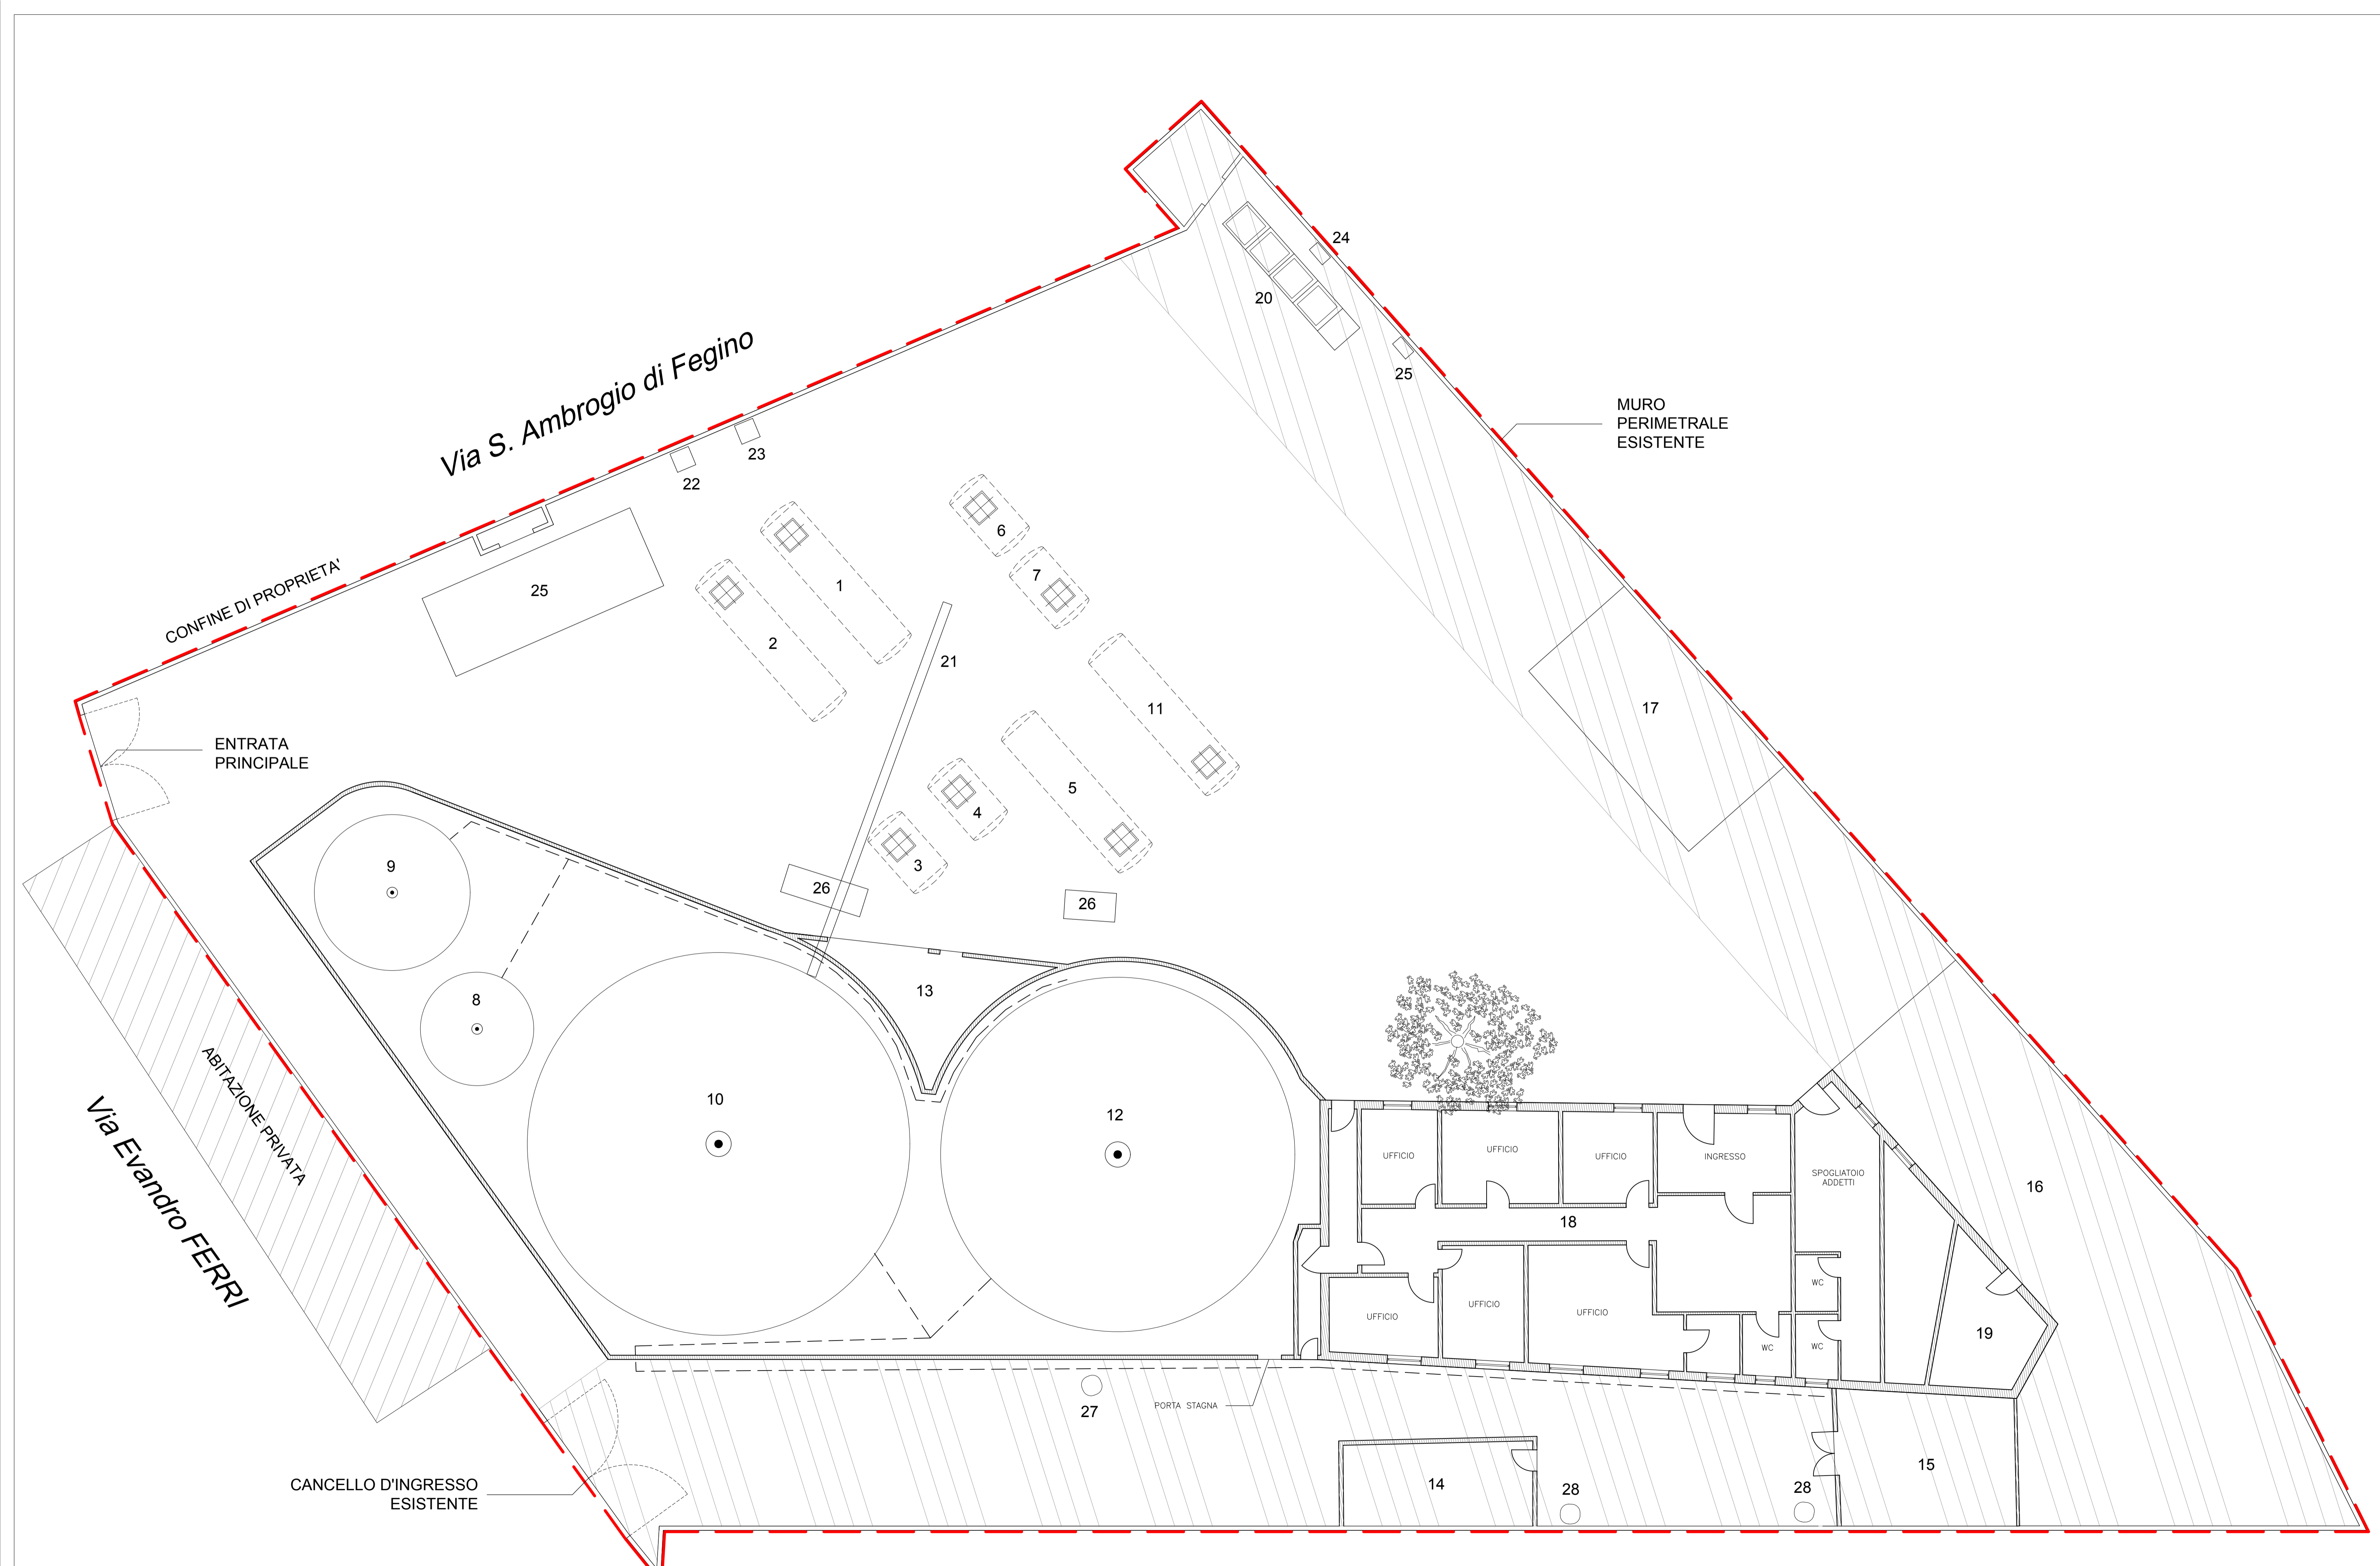 24
20
25
Via S. Ambrogio di Fegino
MURO
PERIMETRALE
ESISTENTE
23
22
6
7
1
25
2
CONFINE DI PROPRIETA'
21
11
17
ENTRATA
PRINCIPALE
5
4
3
9
26
26
8
13
10
12
ABITAZIONE PRIVATA
Via Evandro FERRI
UFFICIO
UFFICIO
UFFICIO
INGRESSO
SPOGLIATOIO
ADDETTI
16
18
WC
UFFICIO
UFFICIO
UFFICIO
WC
WC
19
27
PORTA STAGNA
14
28
28
15
CANCELLO D'INGRESSO
ESISTENTE